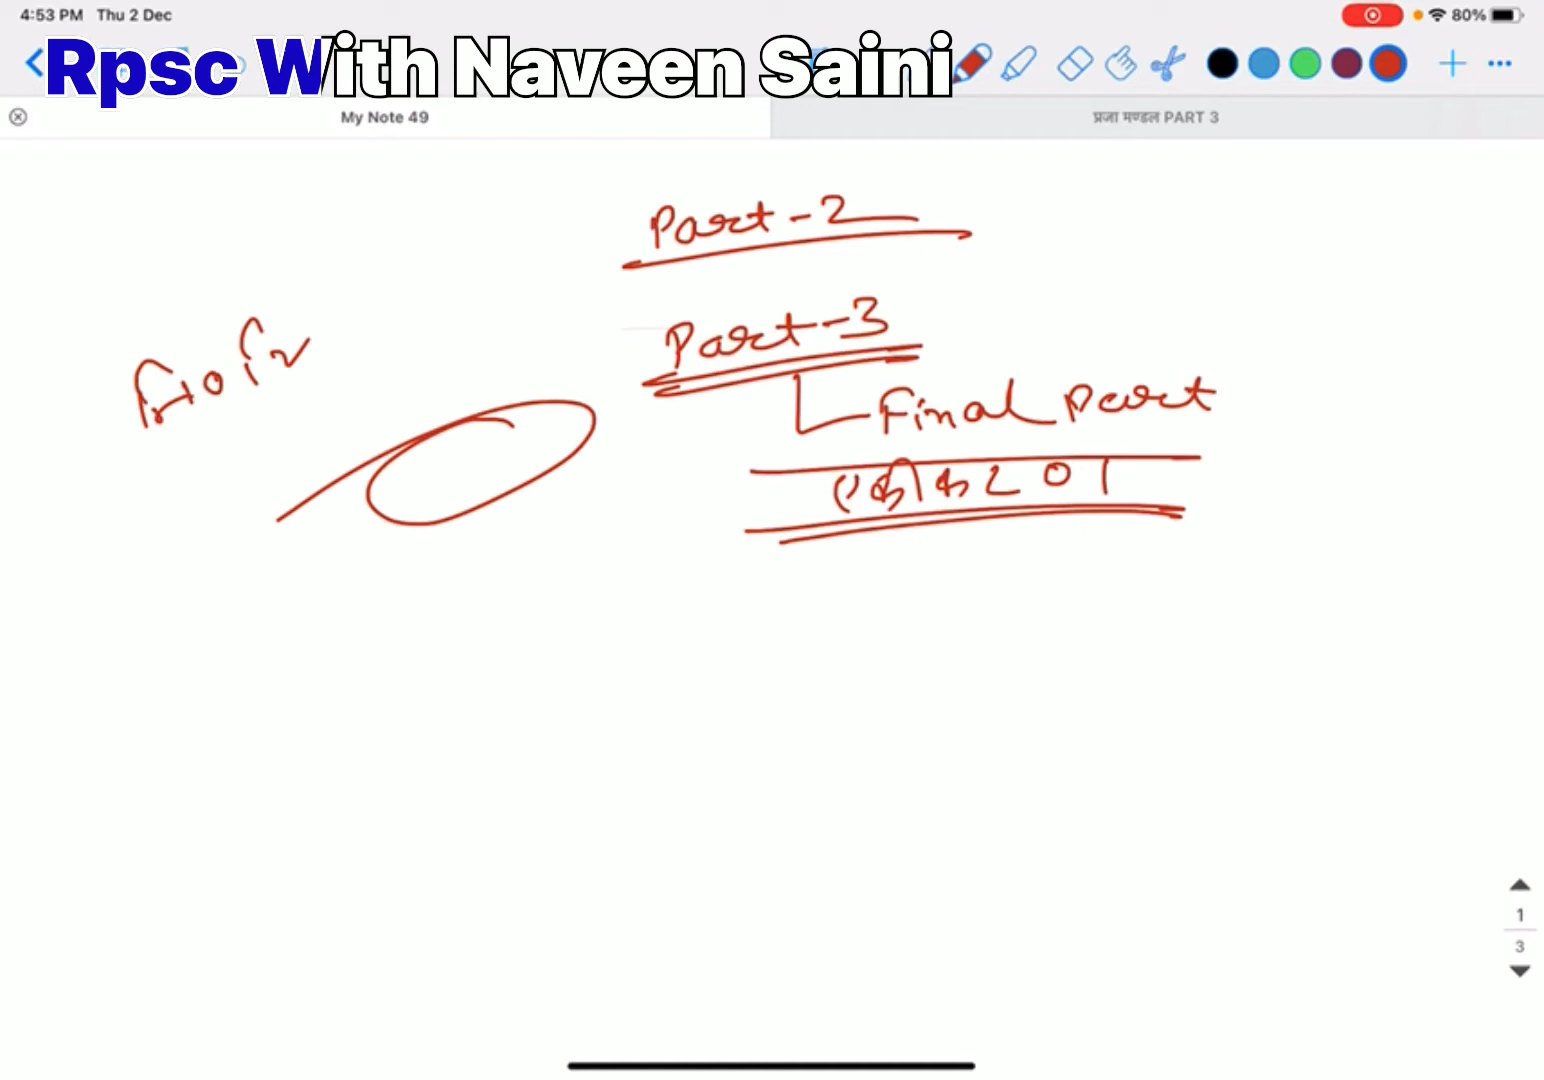 4:53 PM Thu 2 Dec
80%
Rpsc With Naveen Saini
My Note 49
प्रजा मण्डल PART 3
Part-2
Part-3
Final part
1
3